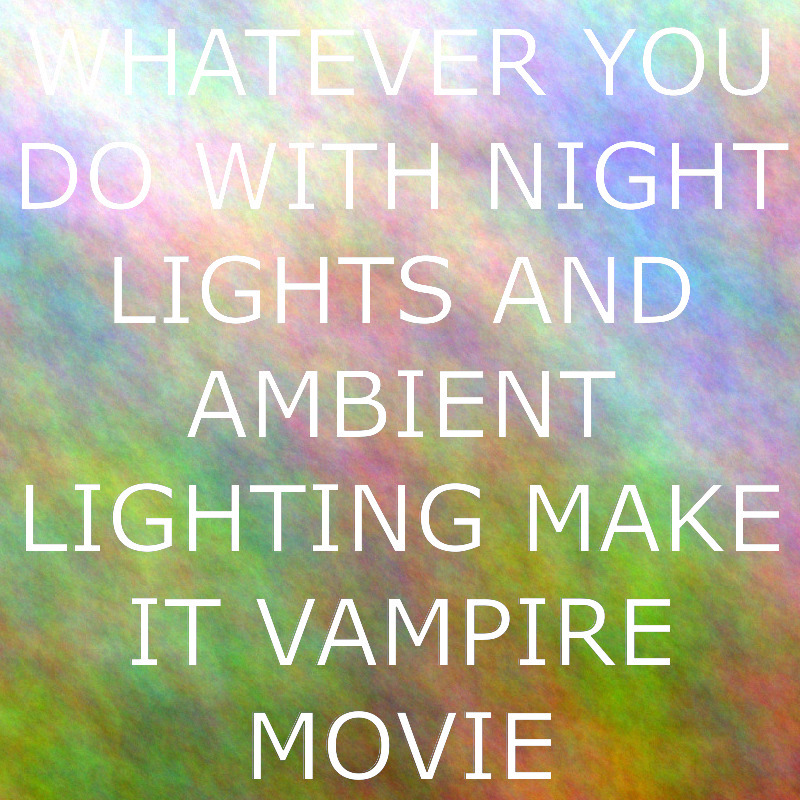 WHATEVER YOU
DO WITH NIGHT
LIGHTS AND
AMBIENT
LIGHTING MAKE
IT VAMPIRE
MOVIE